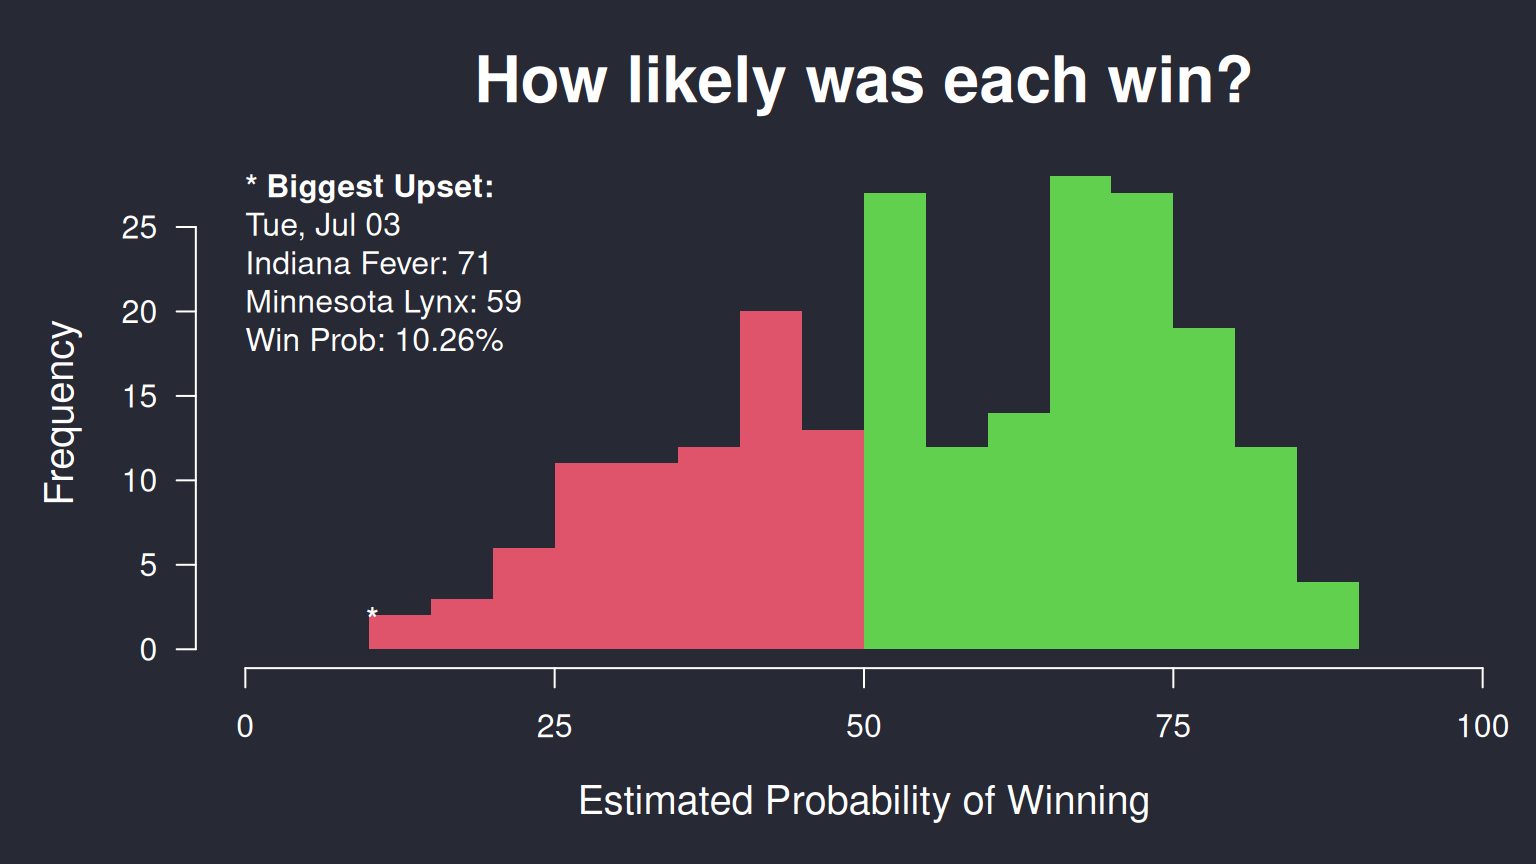 How likely was each win?
* Biggest Upset:
Tue, Jul 03
Indiana Fever: 71
Minnesota Lynx: 59
Win Prob: 10.26%
Frequency
25
20
15
10
5
0
*
0 25 50 75 100
Estimated Probability of Winning